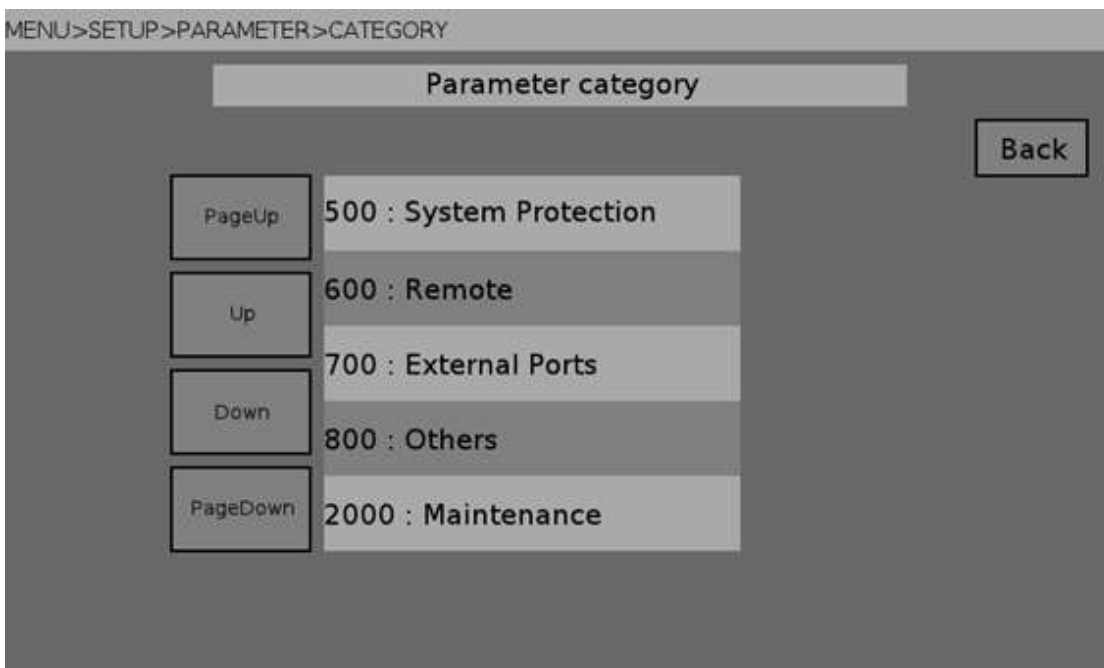 MENU>SETUP>PARAMETER>CATEGORY
Parameter category
Back
PageUp
500 : System Protection
Up
600 : Remote
700 : External Ports
Down
800 : Others
PageDown
2000 : Maintenance